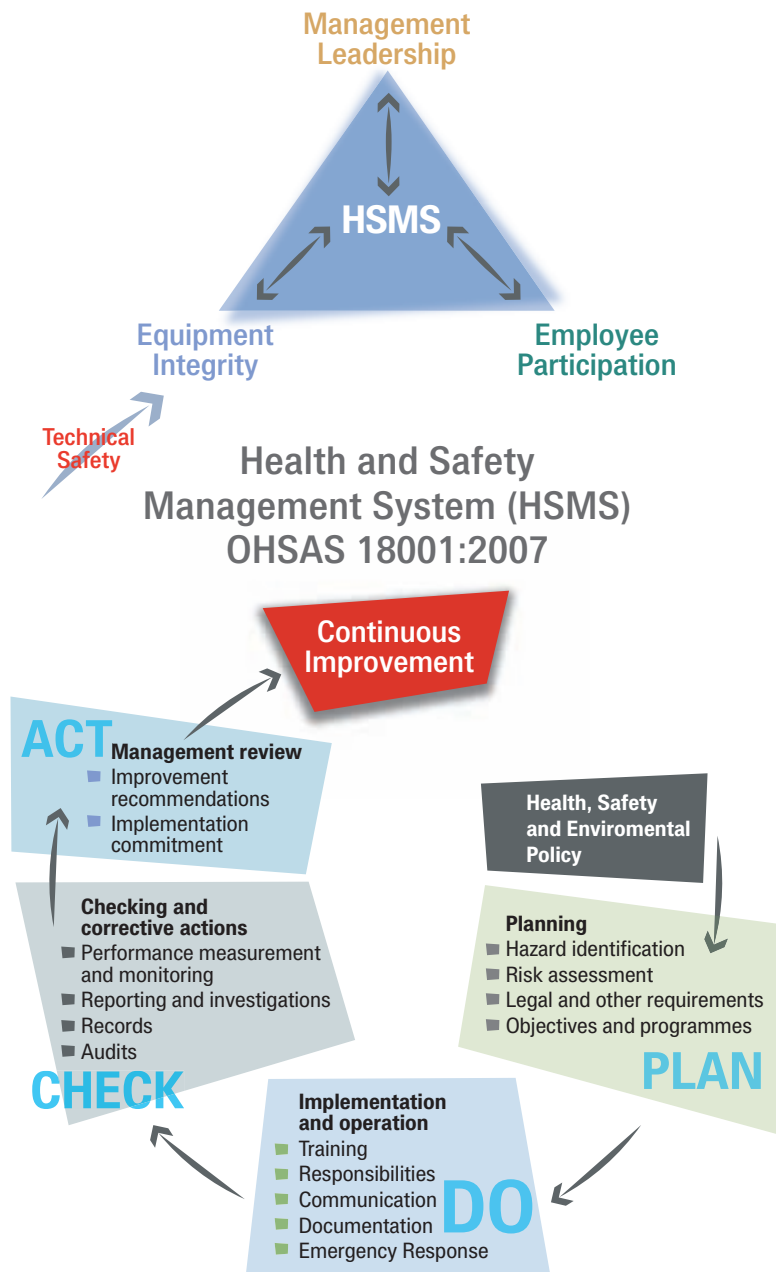 Management
Leadership
HSMS
Equipment
Integrity
Employee
Participation
Technical
Safety
Health and Safety
Management System (HSMS)
OHSAS 18001:2007
Continuous
Improvement
ACT
Management review
Improvement
recommendations
Implementation
commitment
Health, Safety
and Enviromental
Policy
Checking and
corrective actions
Performance measurement
and monitoring
Reporting and investigations
Records
Audits
CHECK
Planning
Hazard identification
Risk assessment
Legal and other requirements
Objectives and programmes
PLAN
Implementation
and operation
Training
Responsibilities
Communication
Documentation
Emergency Response
DO